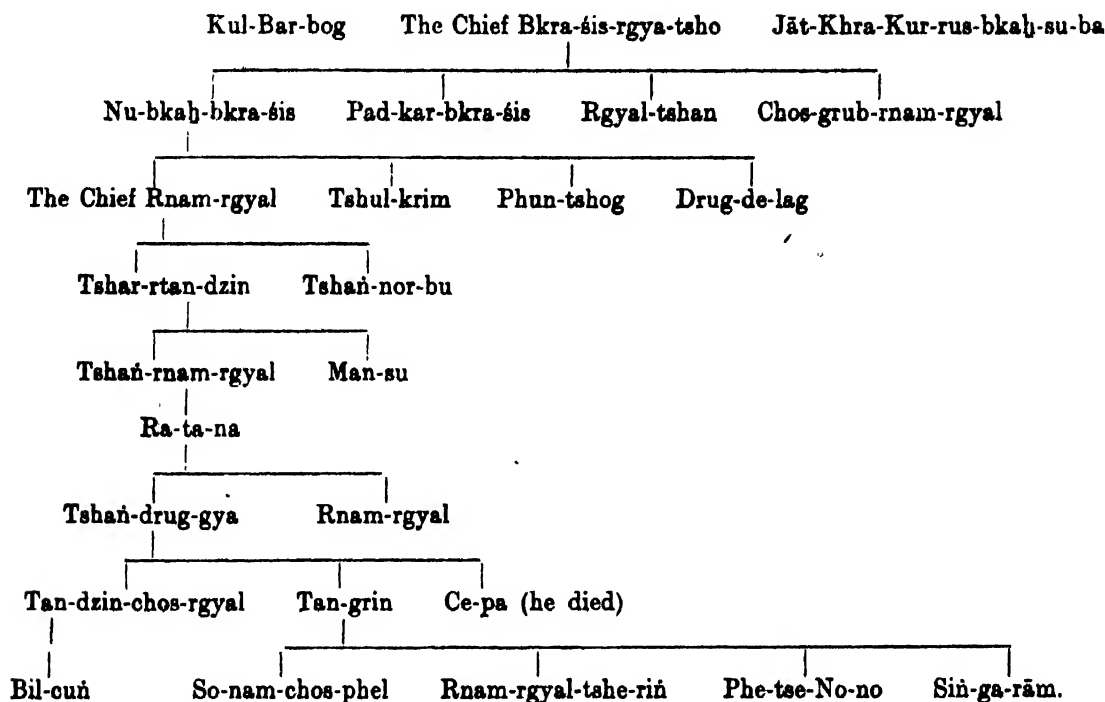 Kul-Bar-bog The Chief Bkra-śis-rgya-tsho Jāt-Khra-Kur-rus-bkaḥ-su-ba
Nu-bkaḥ-bkra-śis Pad-kar-bkra-śis Rgyal-tshan Chos-grub-rnam-rgyal
The Chief Rnam-rgyal Tshul-krim Phun-tshog Drug-de-lag
Tshar-rtan-dzin Tshaṅ-nor-bu
Tshaṅ-rnam-rgyal Man-su
Ra-ta-na
Tshaṅ-drug-gya Rnam-rgyal
Tan-dzin-chos-rgyal Tan-grin Ce-pa (he died)
Bil-cuṅ So-nam-chos-phel Rnam-rgyal-tshe-riṅ Phe-tse-No-no Siṅ-ga-rām.